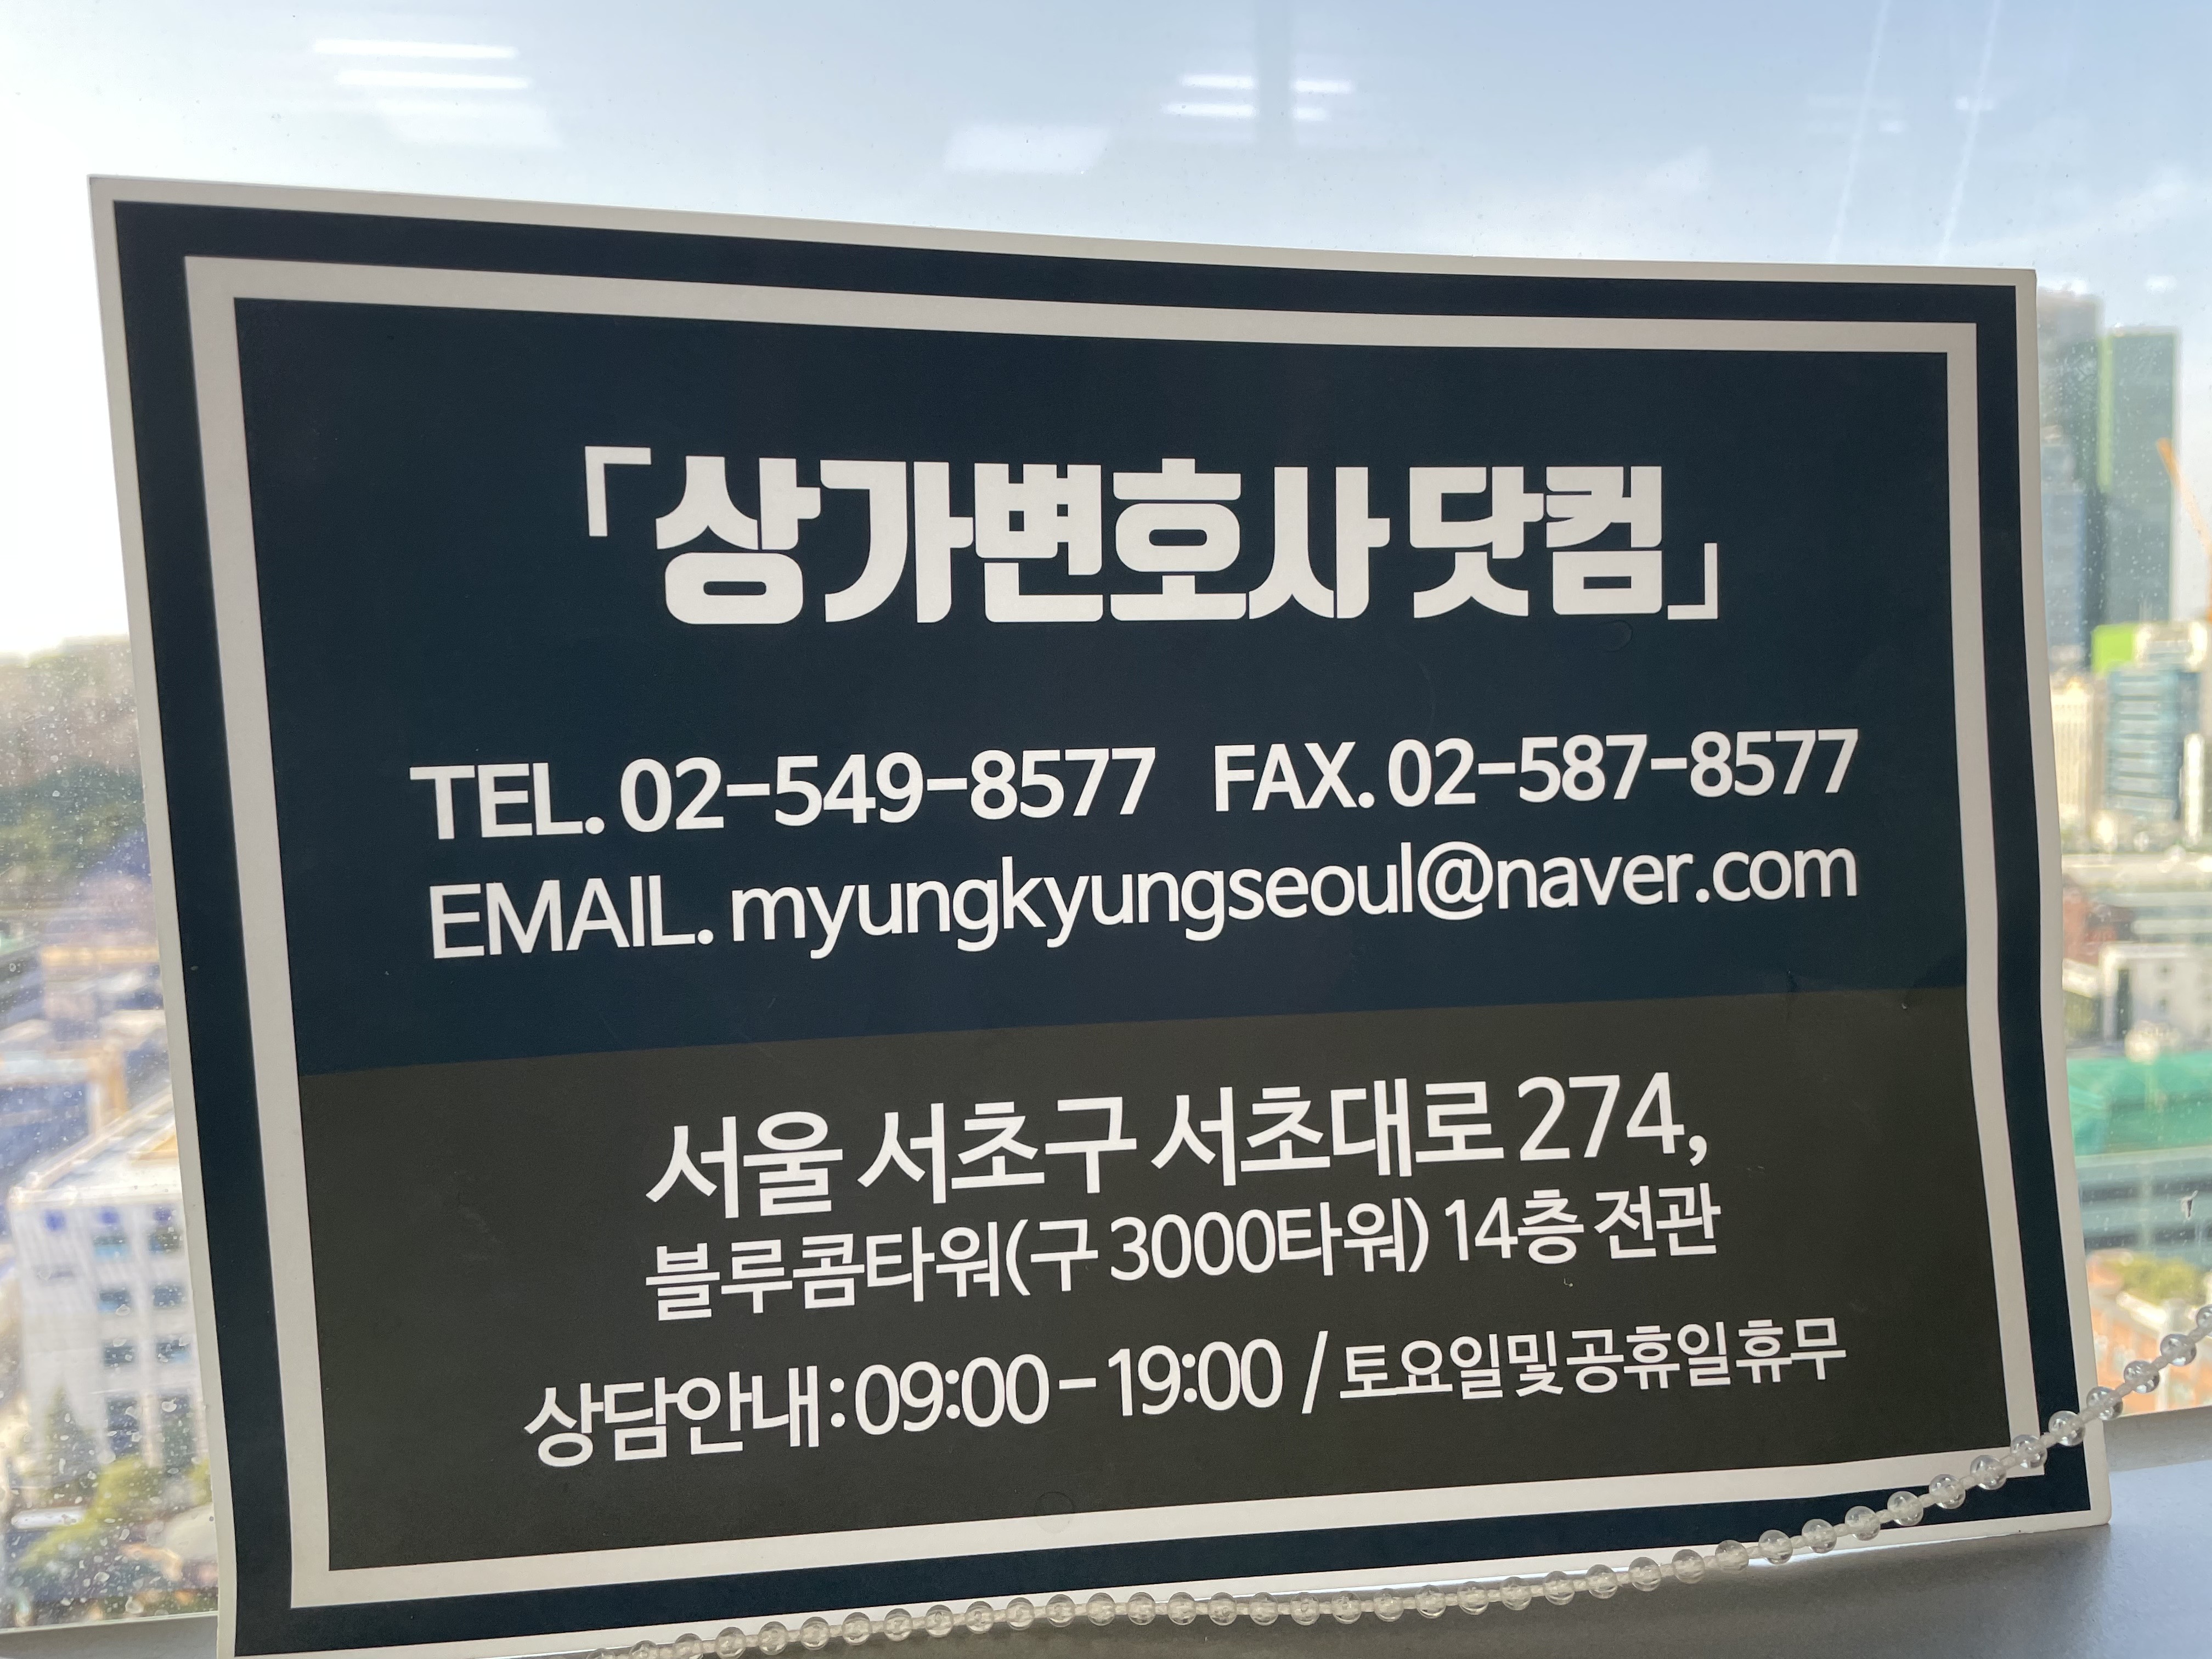 「상가변호사 닷컴」
TEL. 02-549-8577 FAX. 02-587-8577
EMAIL. myungkyungseoul@naver.com
서울 서초구 서초대로 274,
블루콤타워(구 3000타워) 14층 전관
상담안내 : 09:00 - 19:00 / 토요일 및 공휴일 휴무